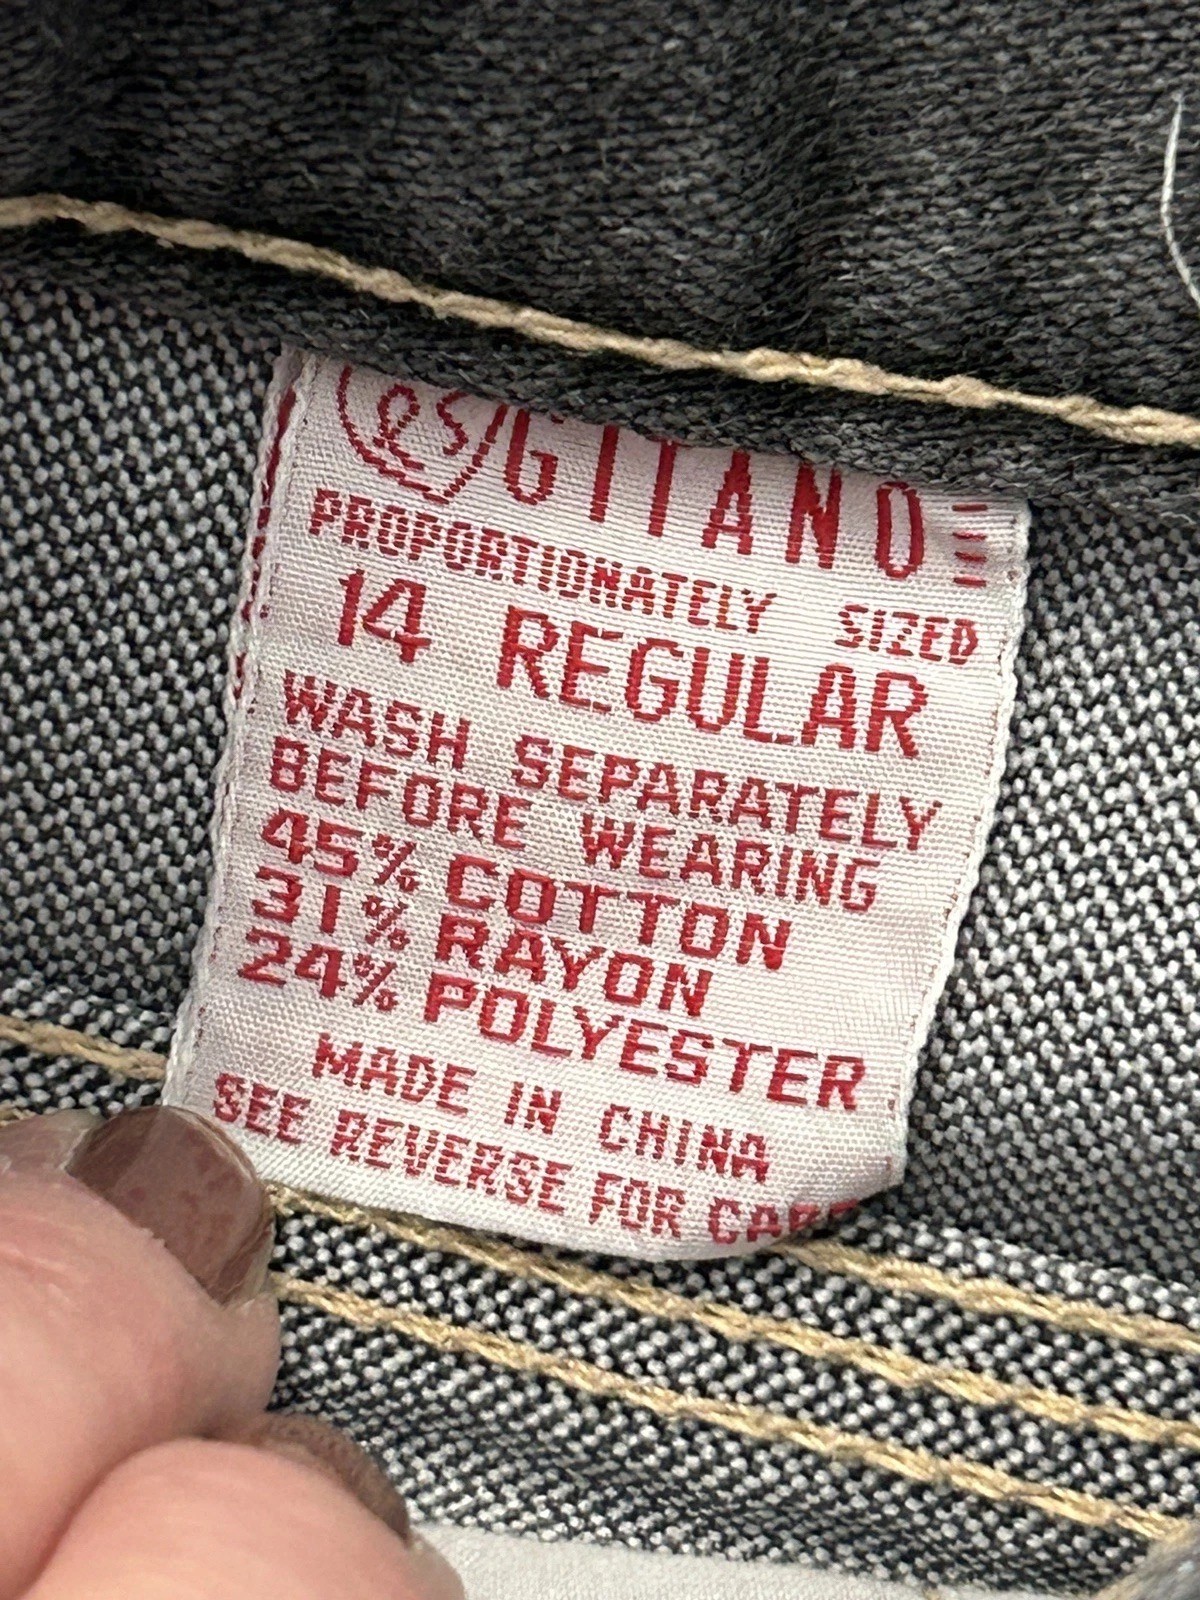 es GITANO
PROPORTIONATELY SIZED
14 REGULAR
WASH SEPARATELY
BEFORE WEARING
45% COTTON
31% RAYON
24% POLYESTER
MADE IN CHINA
SEE REVERSE FOR CARE